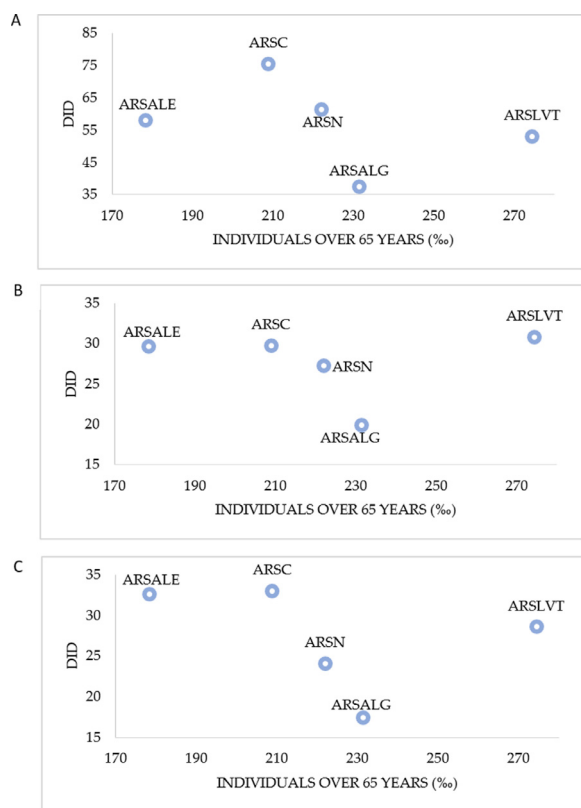 A
85
75
65
55
45
35
DID
ARSC
ARSALE
ARSN
ARSLVT
ARSALG
170 190 210 230 250 270
INDIVIDUALS OVER 65 YEARS (‰)
B
35
30
25
20
15
DID
ARSALE
ARSC
ARSN
ARSLVT
ARSALG
170 190 210 230 250 270
INDIVIDUALS OVER 65 YEARS (‰)
C
35
30
25
20
15
DID
ARSALE
ARSC
ARSN
ARSLVT
ARSALG
170 190 210 230 250 270
INDIVIDUALS OVER 65 YEARS (‰)